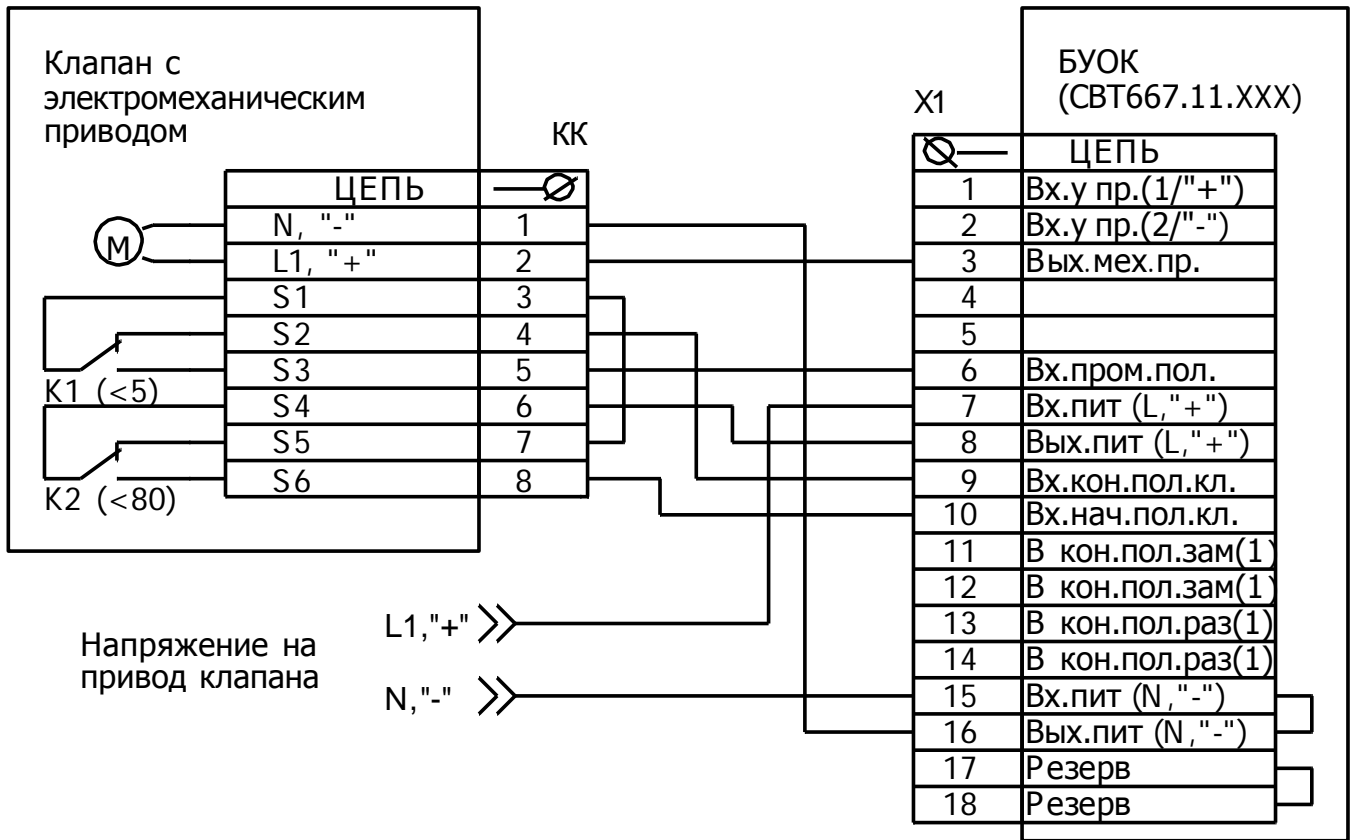 Клапан с
электромеханическим
приводом
КК
ЦЕПЬ
N, "-" 1
L1, "+" 2
S1 3
S2 4
S3 5
S4 6
S5 7
S6 8
М
К1 (<5)
К2 (<80)
Напряжение на
привод клапана
L1,"+"
N,"-"
Х1
БУОК
(СВТ667.11.ХХХ)
ЦЕПЬ
1 Вх.у пр.(1/"+")
2 Вх.у пр.(2/"-")
3 Вых.мех.пр.
4
5
6 Вх.пром.пол.
7 Вх.пит (L,"+")
8 Вых.пит (L,"+")
9 Вх.кон.пол.кл.
10 Вх.нач.пол.кл.
11 В кон.пол.зам(1)
12 В кон.пол.зам(1)
13 В кон.пол.раз(1)
14 В кон.пол.раз(1)
15 Вх.пит (N,"-")
16 Вых.пит (N,"-")
17 Резерв
18 Резерв